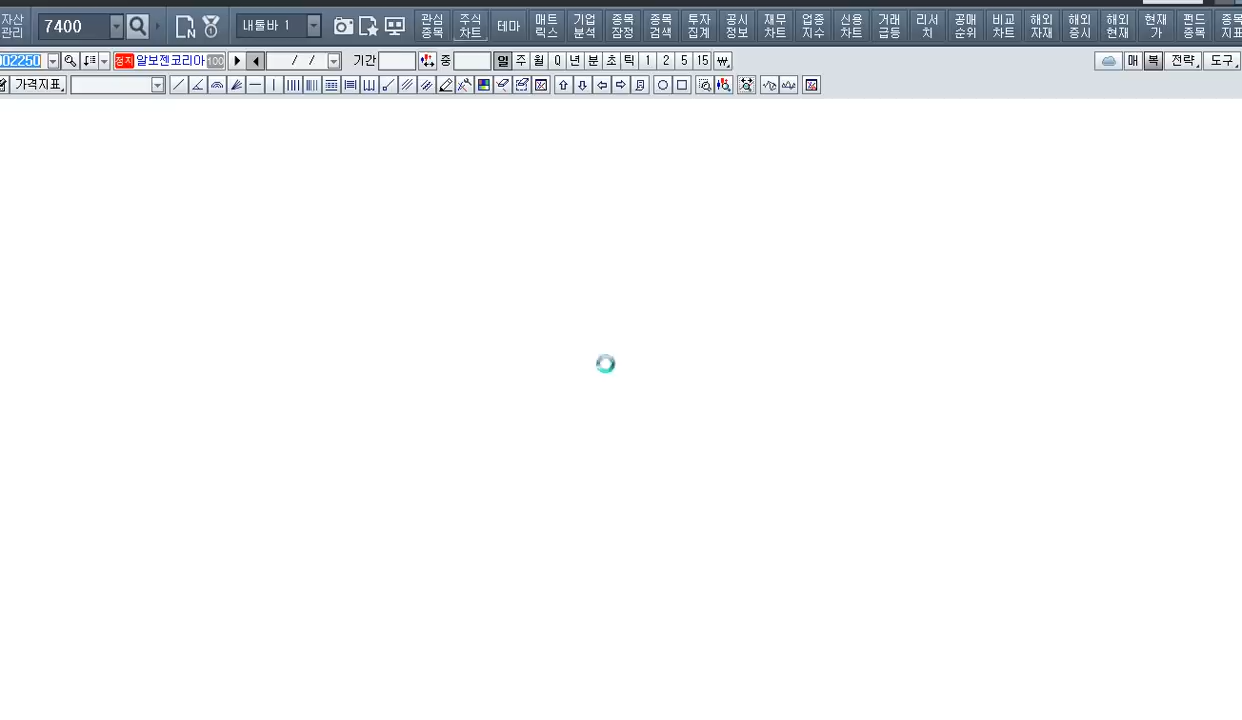 자산 관리 7400 내툴바 1 관심 종목 주식 차트 테마 매트 릭스 기업 분석 종목 잠정 종목 검색 투자 집계 공시 정보 재무 차트 업종 지수 신용 차트 거래 급등 리서 치 공매 순위 비교 차트 해외 자재 해외 증시 해외 현재 현재 가 펀드 종목 종목 지표
002250 정지 알보젠코리아 100 / / 기간 중 일 주 월 Q 년 분 초 틱 1 2 5 15 ₩ 매 복 전략 도구
가격지표